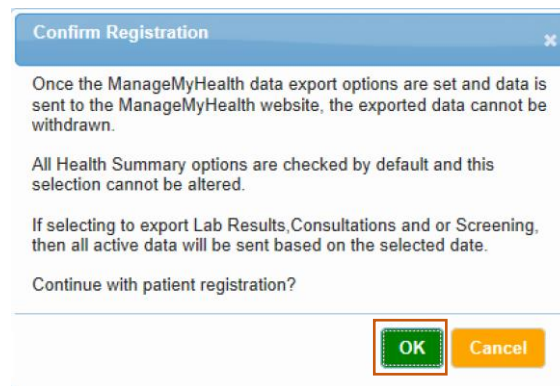 Confirm Registration
Once the ManageMyHealth data export options are set and data is
sent to the ManageMyHealth website, the exported data cannot be
withdrawn.
All Health Summary options are checked by default and this
selection cannot be altered.
If selecting to export Lab Results,Consultations and or Screening,
then all active data will be sent based on the selected date.
Continue with patient registration?
OK Cancel